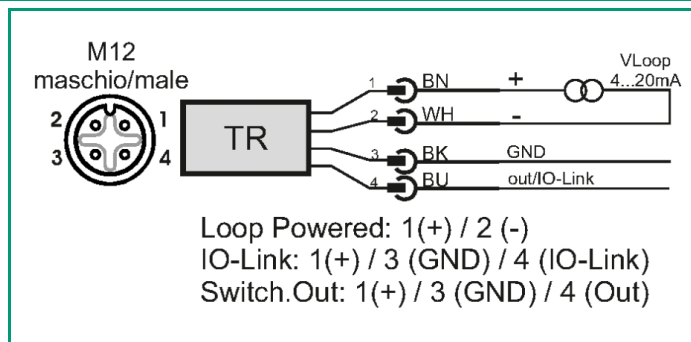 M12
maschio/male
2 1
3 4
TR
1 BN +
2 WH -
3 BK GND
4 BU out/IO-Link
VLoop
4...20mA
Loop Powered: 1(+) / 2 (-)
IO-Link: 1(+) / 3 (GND) / 4 (IO-Link)
Switch.Out: 1(+) / 3 (GND) / 4 (Out)